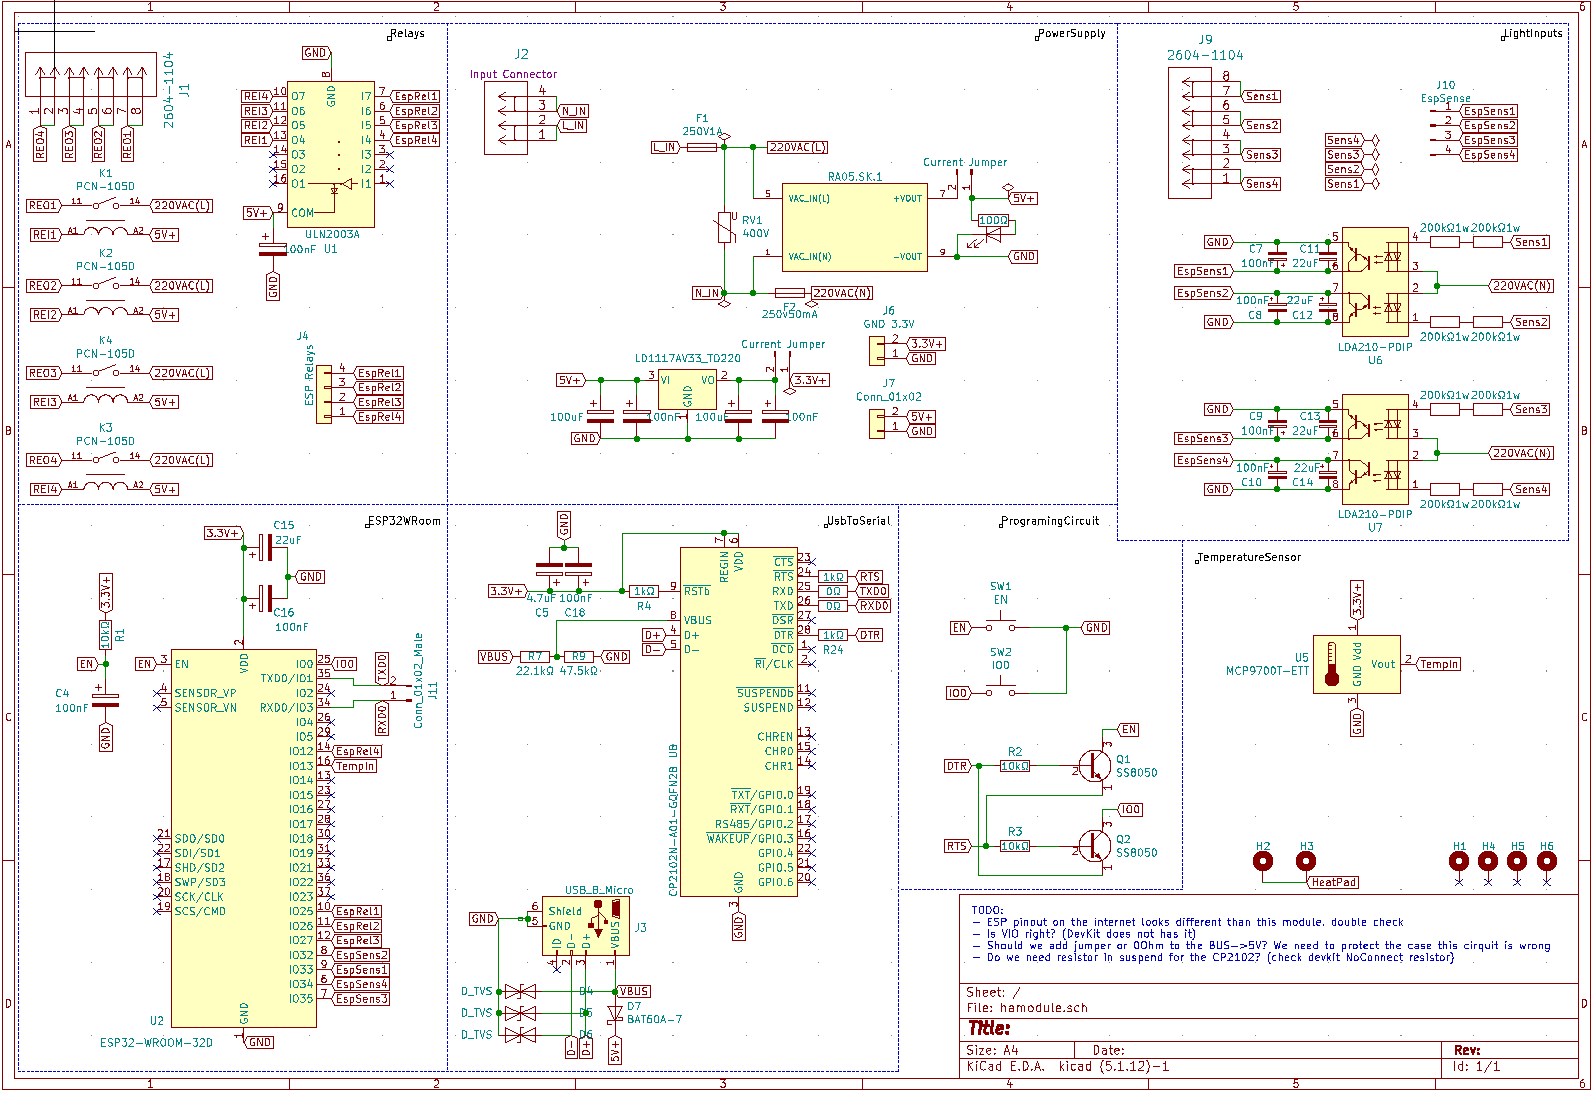 1 2 3 4 5 6
A B C D
Relays
J1
2604-1104
1 2 3 4 5 6 7 8
REO4 REO3 REO2 REO1
GND
8
GND
REI4 10 O7 I7 7 EspRel1
REI3 11 O6 I6 6 EspRel2
REI2 12 O5 I5 5 EspRel3
REI1 13 O4 I4 4 EspRel4
14 O3 I3 3
15 O2 I2 2
16 O1 I1 1
5V+ 9 COM
ULN2003A
100nF U1
GND
K1
PCN-105D
REO1 11 14 220VAC(L)
REI1 A1 A2 5V+
K2
PCN-105D
REO2 11 14 220VAC(L)
REI2 A1 A2 5V+
K4
PCN-105D
REO3 11 14 220VAC(L)
REI3 A1 A2 5V+
K3
PCN-105D
REO4 11 14 220VAC(L)
REI4 A1 A2 5V+
J4
ESP Relays
4 EspRel1
3 EspRel2
2 EspRel3
1 EspRel4
PowerSupply
J2
Input Connector
4
3 N_IN
2 L_IN
1
F1
250V1A
L_IN 220VAC(L)
RV1
400V
RA05.SK.1
5 VAC_IN(L) +VOUT 7
1 VAC_IN(N) -VOUT 9
Current Jumper
2 1
5V+
100Ω
GND
N_IN 220VAC(N)
F2
250v50mA
LD1117AV33_TO220
5V+ 3 VI VO 2
GND
1
Current Jumper
2 1
3.3V+
100uF 100nF 100uF 100nF
GND
J6
GND 3.3V
2 3.3V+
1 GND
J7
Conn_01x02
2 5V+
1 GND
LightInputs
J9
2604-1104
8
7 Sens1
6
5 Sens2
4
3 Sens3
2
1 Sens4
J10
EspSense
1 EspSens1
2 EspSens2
3 EspSens3
4 EspSens4
Sens4
Sens3
Sens2
Sens1
200kΩ1w 200kΩ1w
GND 5 4 Sens1
C7 C11
100nF 22uF
EspSens1 6 3
220VAC(N)
EspSens2 7 2
100nF 22uF
C8 C12
GND 8 1 Sens2
200kΩ1w 200kΩ1w
LDA210-PDIP
U6
200kΩ1w 200kΩ1w
GND 5 4 Sens3
C9 C13
100nF 22uF
EspSens3 6 3
220VAC(N)
EspSens4 7 2
100nF 22uF
C10 C14
GND 8 1 Sens4
200kΩ1w 200kΩ1w
LDA210-PDIP
U7
ESP32WRoom
3.3V+
C15
22uF
GND
C16
100nF
3.3V+
10kΩ R1
EN
C4
100nF
GND
2
VDD
EN 3 EN
4 SENSOR_VP
5 SENSOR_VN
21 SD0/SD0
22 SDI/SD1
17 SHD/SD2
18 SWP/SD3
20 SCK/CLK
19 SCS/CMD
IO0 25 IO0
TXD0/IO1 35
IO2 24
RXD0/IO3 34
IO4 26
IO5 29
IO12 14 EspRel4
IO13 16 TempIn
IO14 13
IO15 23
IO16 27
IO17 28
IO18 30
IO19 31
IO21 33
IO22 36
IO23 37
IO25 10 EspRel1
IO26 11 EspRel2
IO27 12 EspRel3
IO32 8 EspSens2
IO33 9 EspSens1
IO34 6 EspSens4
IO35 7 EspSens3
TXD0
RXD0
2
1
J11
Conn_01x02_Male
GND
1
GND
U2
ESP32-WROOM-32D
UsbToSerial
GND
3.3V+
4.7uF 100nF
C5 C18
1kΩ
R4
7 6
REGIN VDD
9 RSTb
8 VBUS
D+ 4 D+
D- 5 D-
VBUS R7 R9 GND
22.1kΩ 47.5kΩ
CTS 23
RTS 24 1kΩ RTS
RXD 25 0Ω TXD0
TXD 26 0Ω RXD0
DSR 27
DTR 28 1kΩ DTR
DCD 1 R24
RI/CLK 2
SUSPENDb 11
SUSPEND 12
CHREN 13
CHR0 15
CHR1 14
TXT/GPIO.0 19
RXT/GPIO.1 18
RS485/GPIO.2 17
WAKEUP/GPIO.3 16
GPIO.4 22
GPIO.5 21
GPIO.6 20
CP2102N-A01-GQFN28 U8
GND
3
GND
USB_B_Micro
GND
6 Shield
5 GND
J3
ID D- D+ VBUS
4 2 3 1
D_TVS D4
D_TVS D5
D_TVS D6
VBUS
D7
BAT60A-7
D- D+ 5V+
ProgramingCircuit
SW1
EN
EN GND
SW2
IO0
IO0
EN
R2
DTR 10kΩ 2 3 1
Q1
SS8050
IO0
R3
RTS 10kΩ 2 3 1
Q2
SS8050
TemperatureSensor
3.3V+
1
U5
MCP9700T-ETT
Vdd
GND
Vout 2 TempIn
3
GND
H2 H3 H1 H4 H5 H6
HeatPad
TODO:
- ESP pinout on the internet looks different than this module. double check
- Is VIO right? (DevKit does not has it)
- Should we add jumper or 0Ohm to the BUS->5V? We need to protect the case this cirquit is wrong
- Do we need resistor in suspend for the CP2102? (check devkit NoConnect resistor)
Sheet: /
File: hamodule.sch
Title:
Size: A4 Date: Rev:
KiCad E.D.A. kicad (5.1.12)-1 Id: 1/1